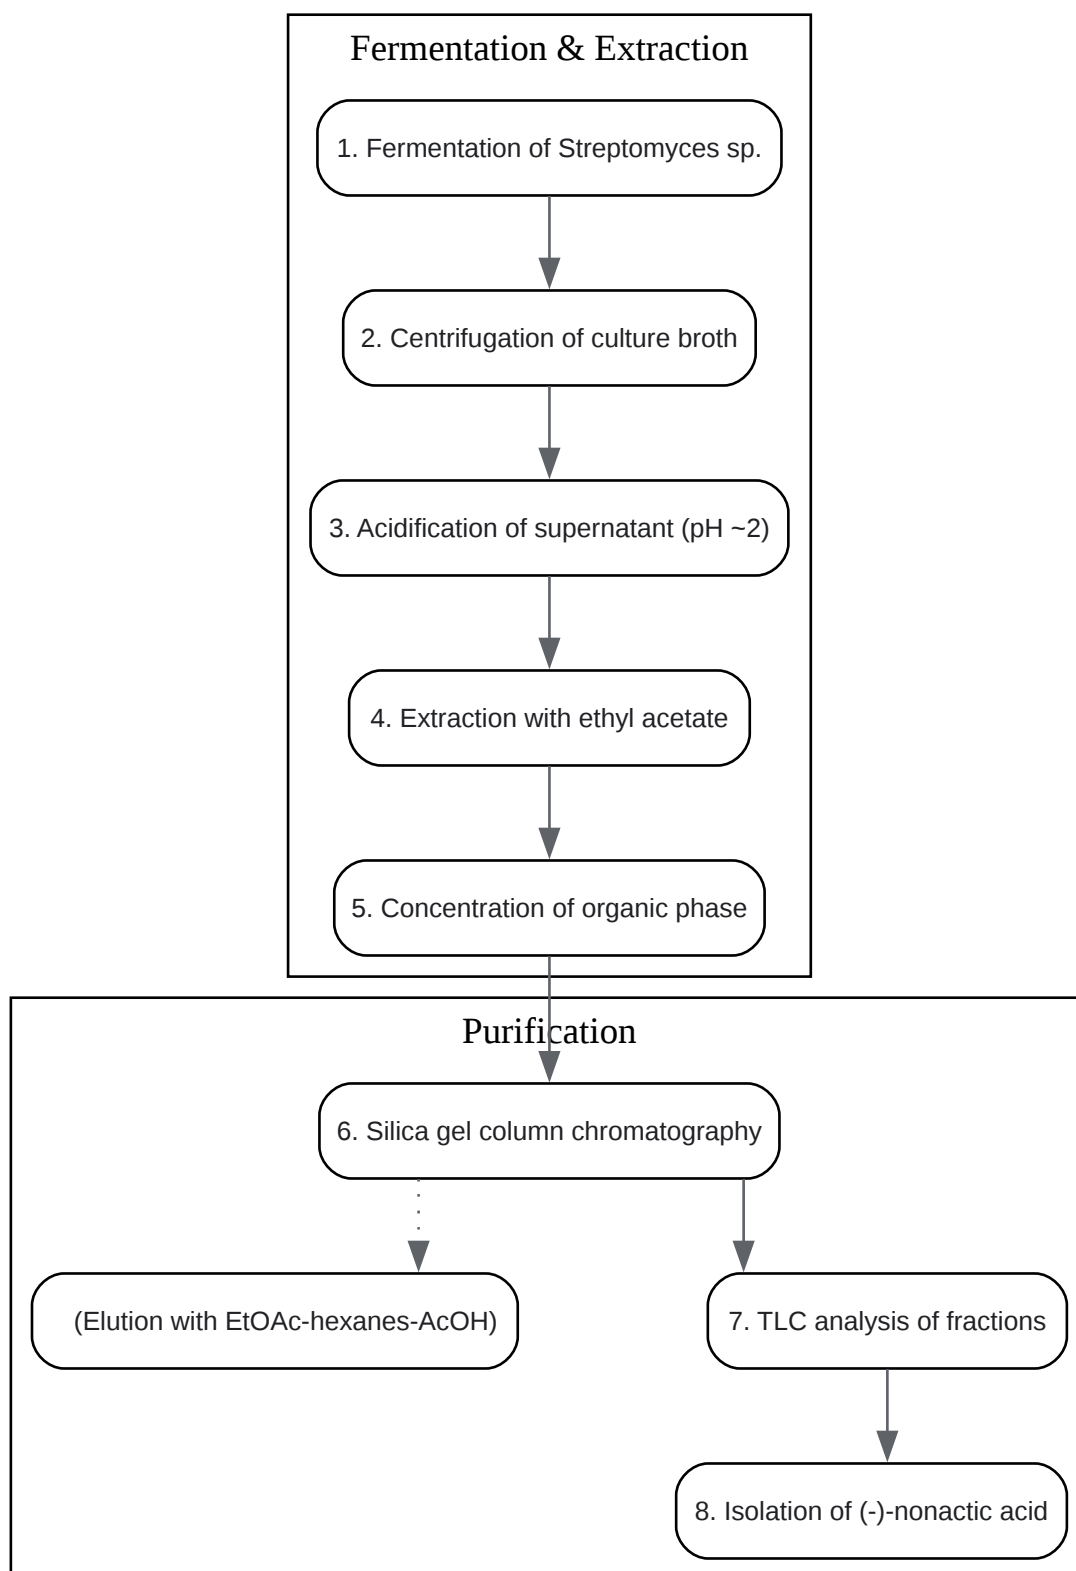 Fermentation & Extraction
1. Fermentation of Streptomyces sp.
2. Centrifugation of culture broth
3. Acidification of supernatant (pH ~2)
4. Extraction with ethyl acetate
5. Concentration of organic phase
Purification
6. Silica gel column chromatography
(Elution with EtOAc-hexanes-AcOH)
7. TLC analysis of fractions
8. Isolation of (-)-nonactic acid